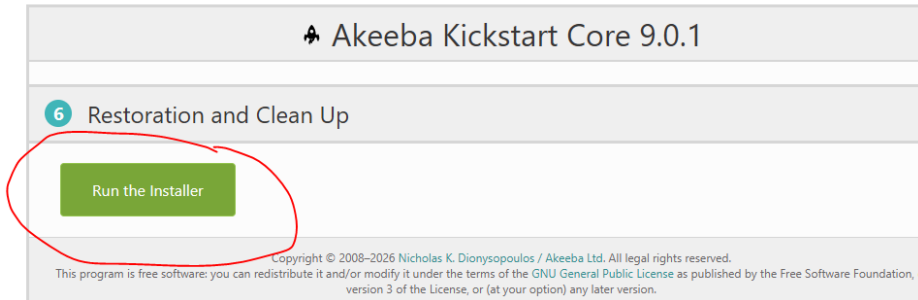 Akeeba Kickstart Core 9.0.1
6 Restoration and Clean Up
Run the Installer
Copyright © 2008–2026 Nicholas K. Dionysopoulos / Akeeba Ltd. All legal rights reserved.
This program is free software: you can redistribute it and/or modify it under the terms of the GNU General Public License as published by the Free Software Foundation,
version 3 of the License, or (at your option) any later version.